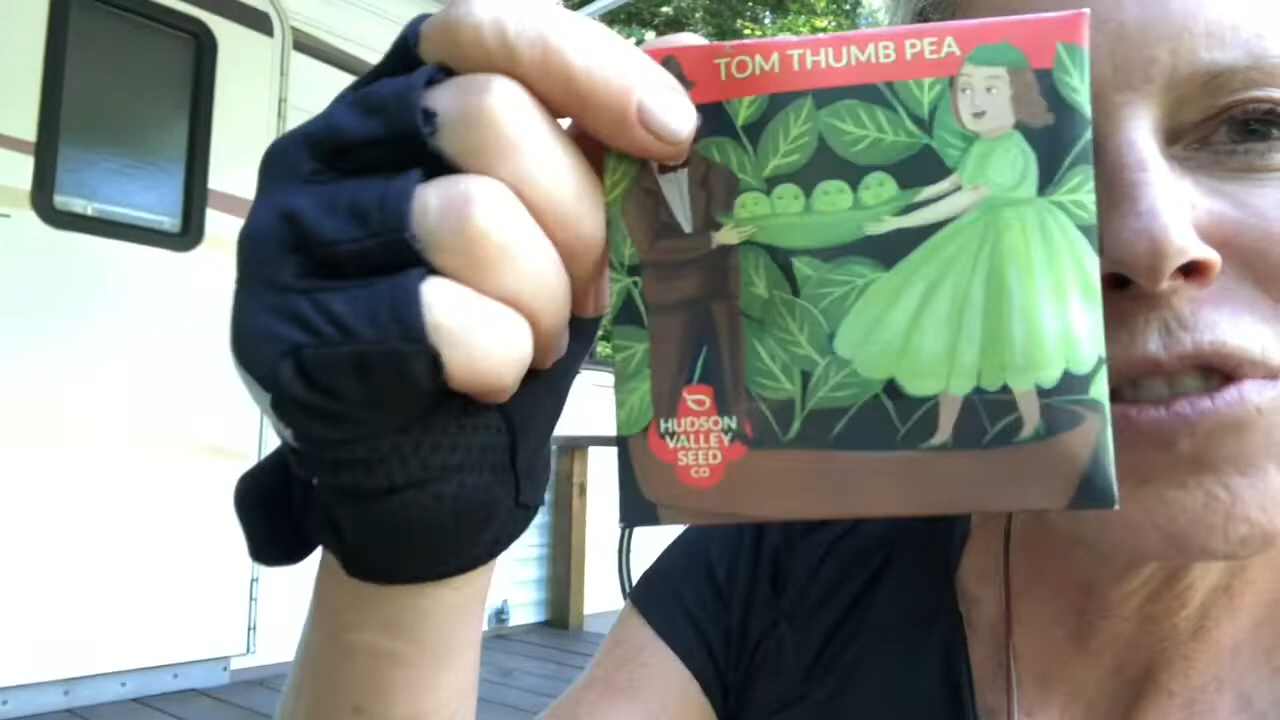 TOM THUMB PEA
HUDSON
VALLEY
SEED
CO